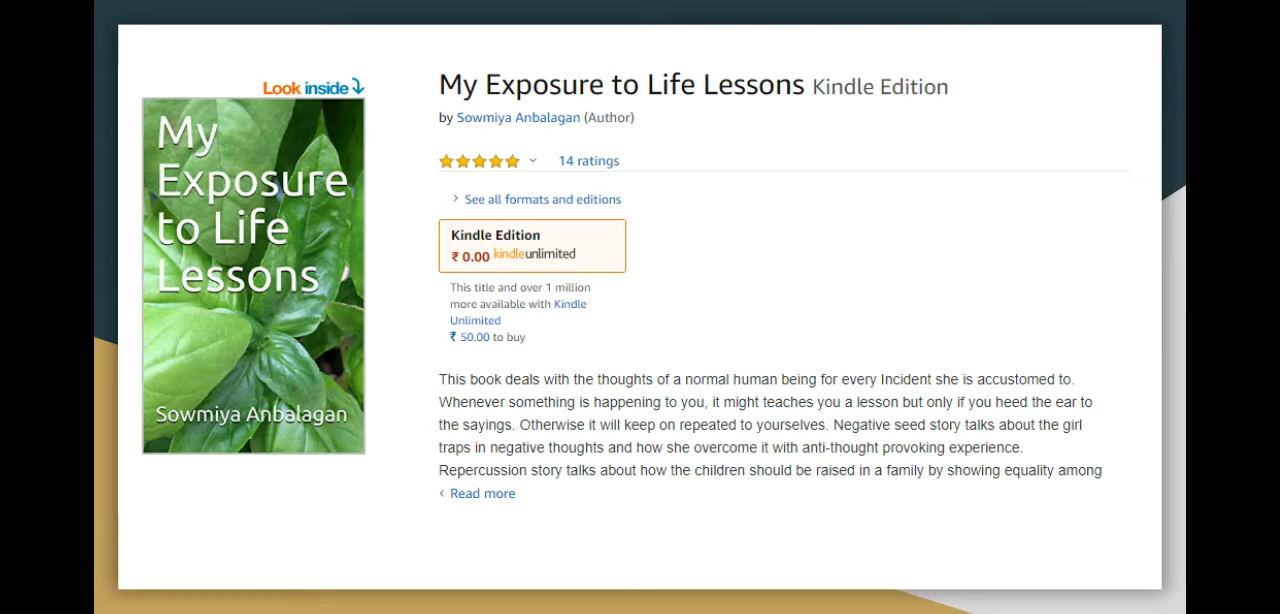 Look inside
My
Exposure
to Life
Lessons
Sowmiya Anbalagan
My Exposure to Life Lessons Kindle Edition
by Sowmiya Anbalagan (Author)
14 ratings
See all formats and editions
Kindle Edition
₹ 0.00 kindleunlimited
This title and over 1 million
more available with Kindle
Unlimited
₹ 50.00 to buy
This book deals with the thoughts of a normal human being for every Incident she is accustomed to.
Whenever something is happening to you, it might teaches you a lesson but only if you heed the ear to
the sayings. Otherwise it will keep on repeated to yourselves. Negative seed story talks about the girl
traps in negative thoughts and how she overcome it with anti-thought provoking experience.
Repercussion story talks about how the children should be raised in a family by showing equality among
Read more